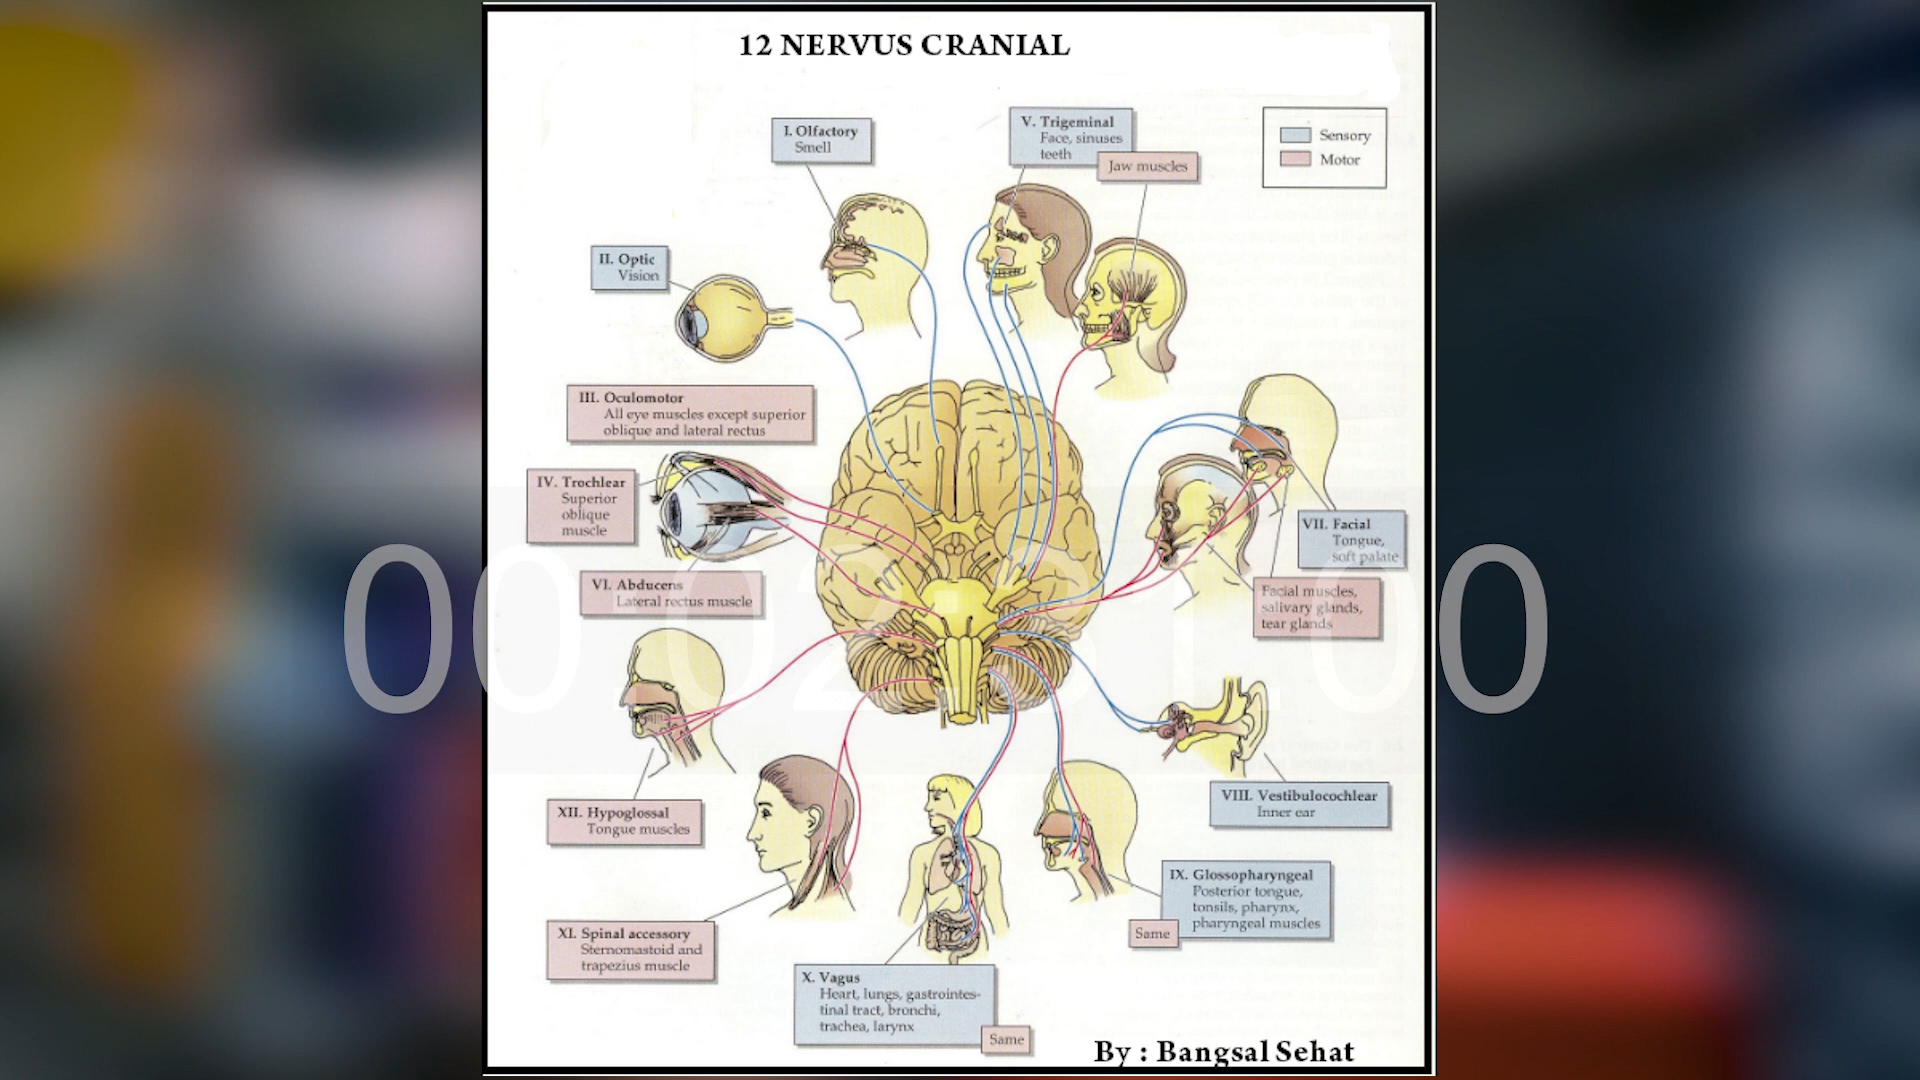 12 NERVUS CRANIAL
I. Olfactory
Smell
V. Trigeminal
Face, sinuses
teeth
Jaw muscles
Sensory
Motor
II. Optic
Vision
III. Oculomotor
All eye muscles except superior
oblique and lateral rectus
IV. Trochlear
Superior
oblique
muscle
VI. Abducens
Lateral rectus muscle
VII. Facial
Tongue,
soft palate
Facial muscles,
salivary glands,
tear glands
XII. Hypoglossal
Tongue muscles
VIII. Vestibulocochlear
Inner ear
IX. Glossopharyngeal
Posterior tongue,
tonsils, pharynx,
pharyngeal muscles
Same
XI. Spinal accessory
Sternomastoid and
trapezius muscle
X. Vagus
Heart, lungs, gastrointes-
tinal tract, bronchi,
trachea, larynx
Same
By : Bangsal Sehat